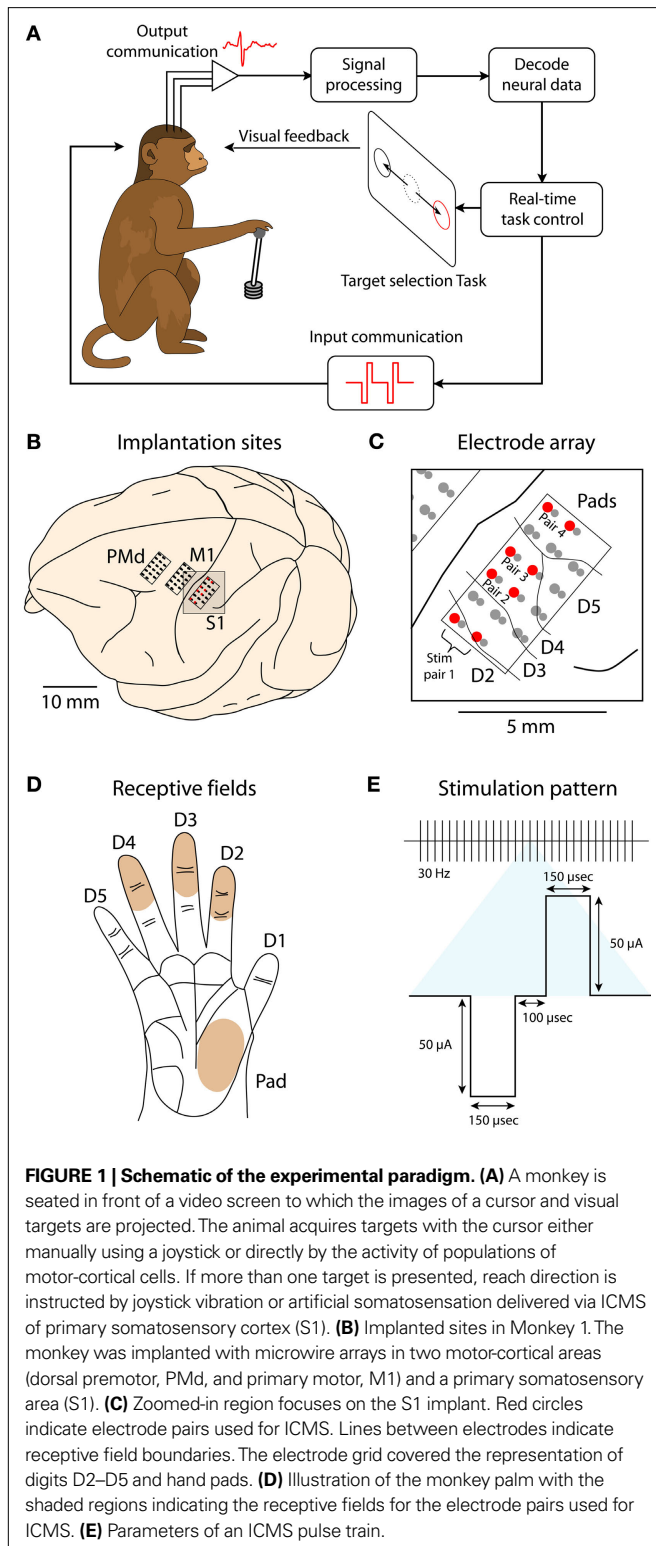 A
Output
communication
Signal
processing
Decode
neural data
Visual feedback
Real-time
task control
Target selection Task
Input communication
B
Implantation sites
PMd
M1
S1
10 mm
C
Electrode array
Pads
Pair 4
Pair 3
Pair 2
Stim
pair 1
D2
D3
D4
D5
5 mm
D
Receptive fields
D3
D4
D2
D5
D1
Pad
E
Stimulation pattern
30 Hz
150 µsec
50 µA
100 µsec
50 µA
150 µsec
FIGURE 1 | Schematic of the experimental paradigm. (A) A monkey is
seated in front of a video screen to which the images of a cursor and visual
targets are projected. The animal acquires targets with the cursor either
manually using a joystick or directly by the activity of populations of
motor-cortical cells. If more than one target is presented, reach direction is
instructed by joystick vibration or artificial somatosensation delivered via ICMS
of primary somatosensory cortex (S1). (B) Implanted sites in Monkey 1. The
monkey was implanted with microwire arrays in two motor-cortical areas
(dorsal premotor, PMd, and primary motor, M1) and a primary somatosensory
area (S1). (C) Zoomed-in region focuses on the S1 implant. Red circles
indicate electrode pairs used for ICMS. Lines between electrodes indicate
receptive field boundaries. The electrode grid covered the representation of
digits D2–D5 and hand pads. (D) Illustration of the monkey palm with the
shaded regions indicating the receptive fields for the electrode pairs used for
ICMS. (E) Parameters of an ICMS pulse train.